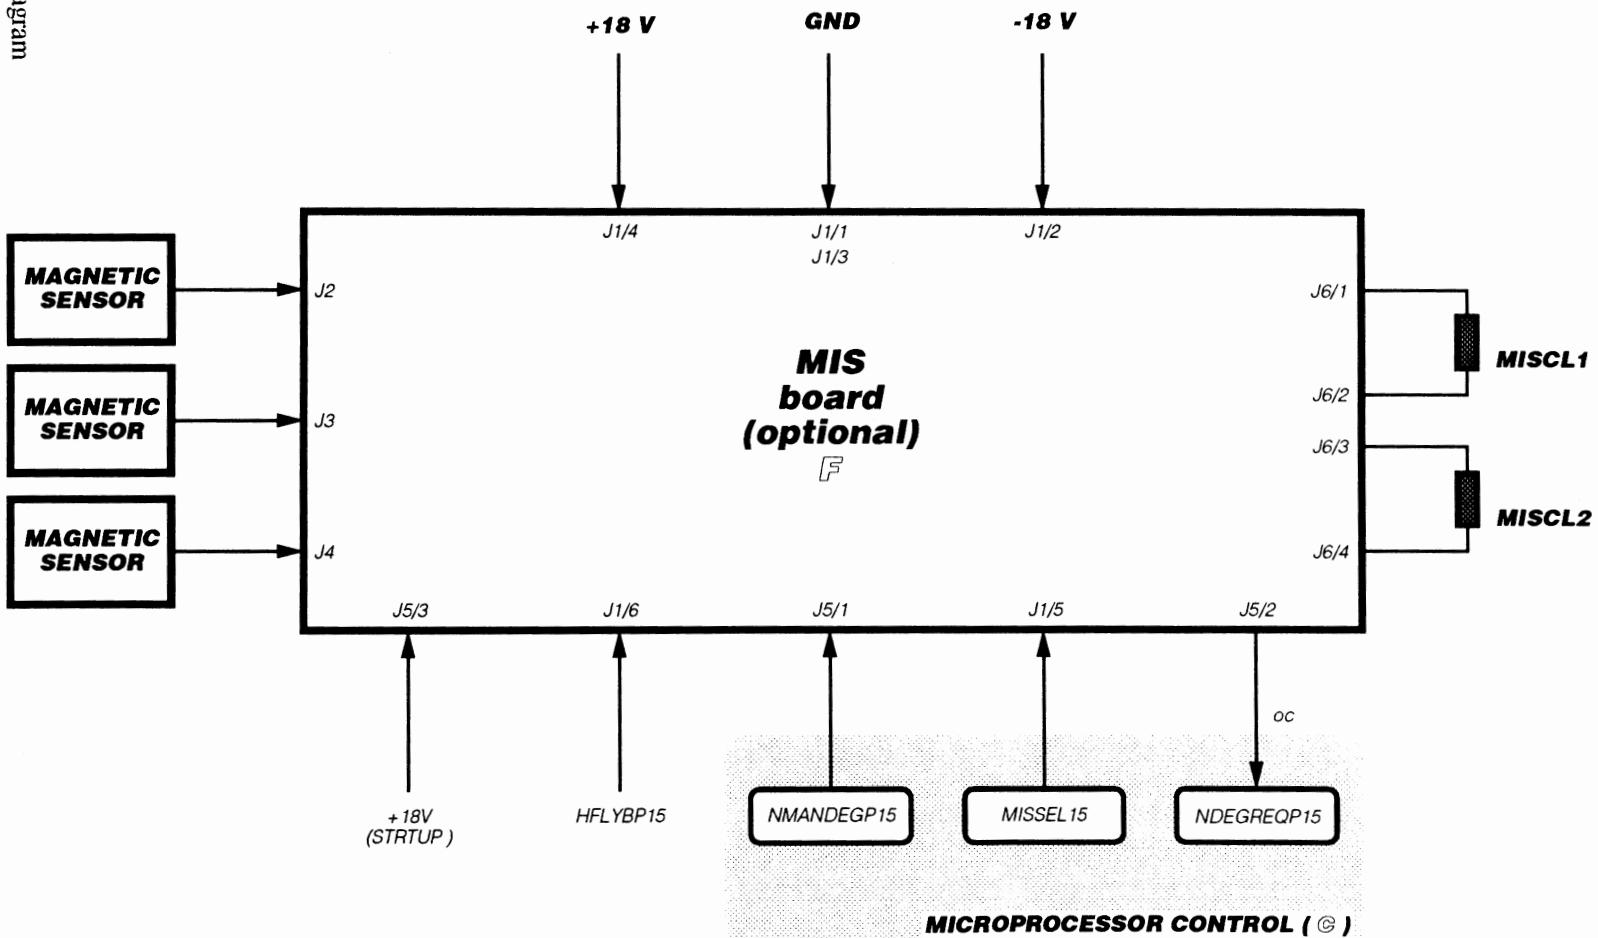 agram
+18 V
GND
-18 V
J1/4
J1/1
J1/2
J1/3
MAGNETIC
SENSOR
J2
J6/1
MIS
board
(optional)
F
MISCL1
MAGNETIC
SENSOR
J3
J6/2
J6/3
MISCL2
MAGNETIC
SENSOR
J4
J6/4
J5/3
J1/6
J5/1
J1/5
J5/2
OC
+18V
(STRTUP)
HFLYBP15
NMANDEGP15
MISSEL15
NDEGREQP15
MICROPROCESSOR CONTROL ( C )